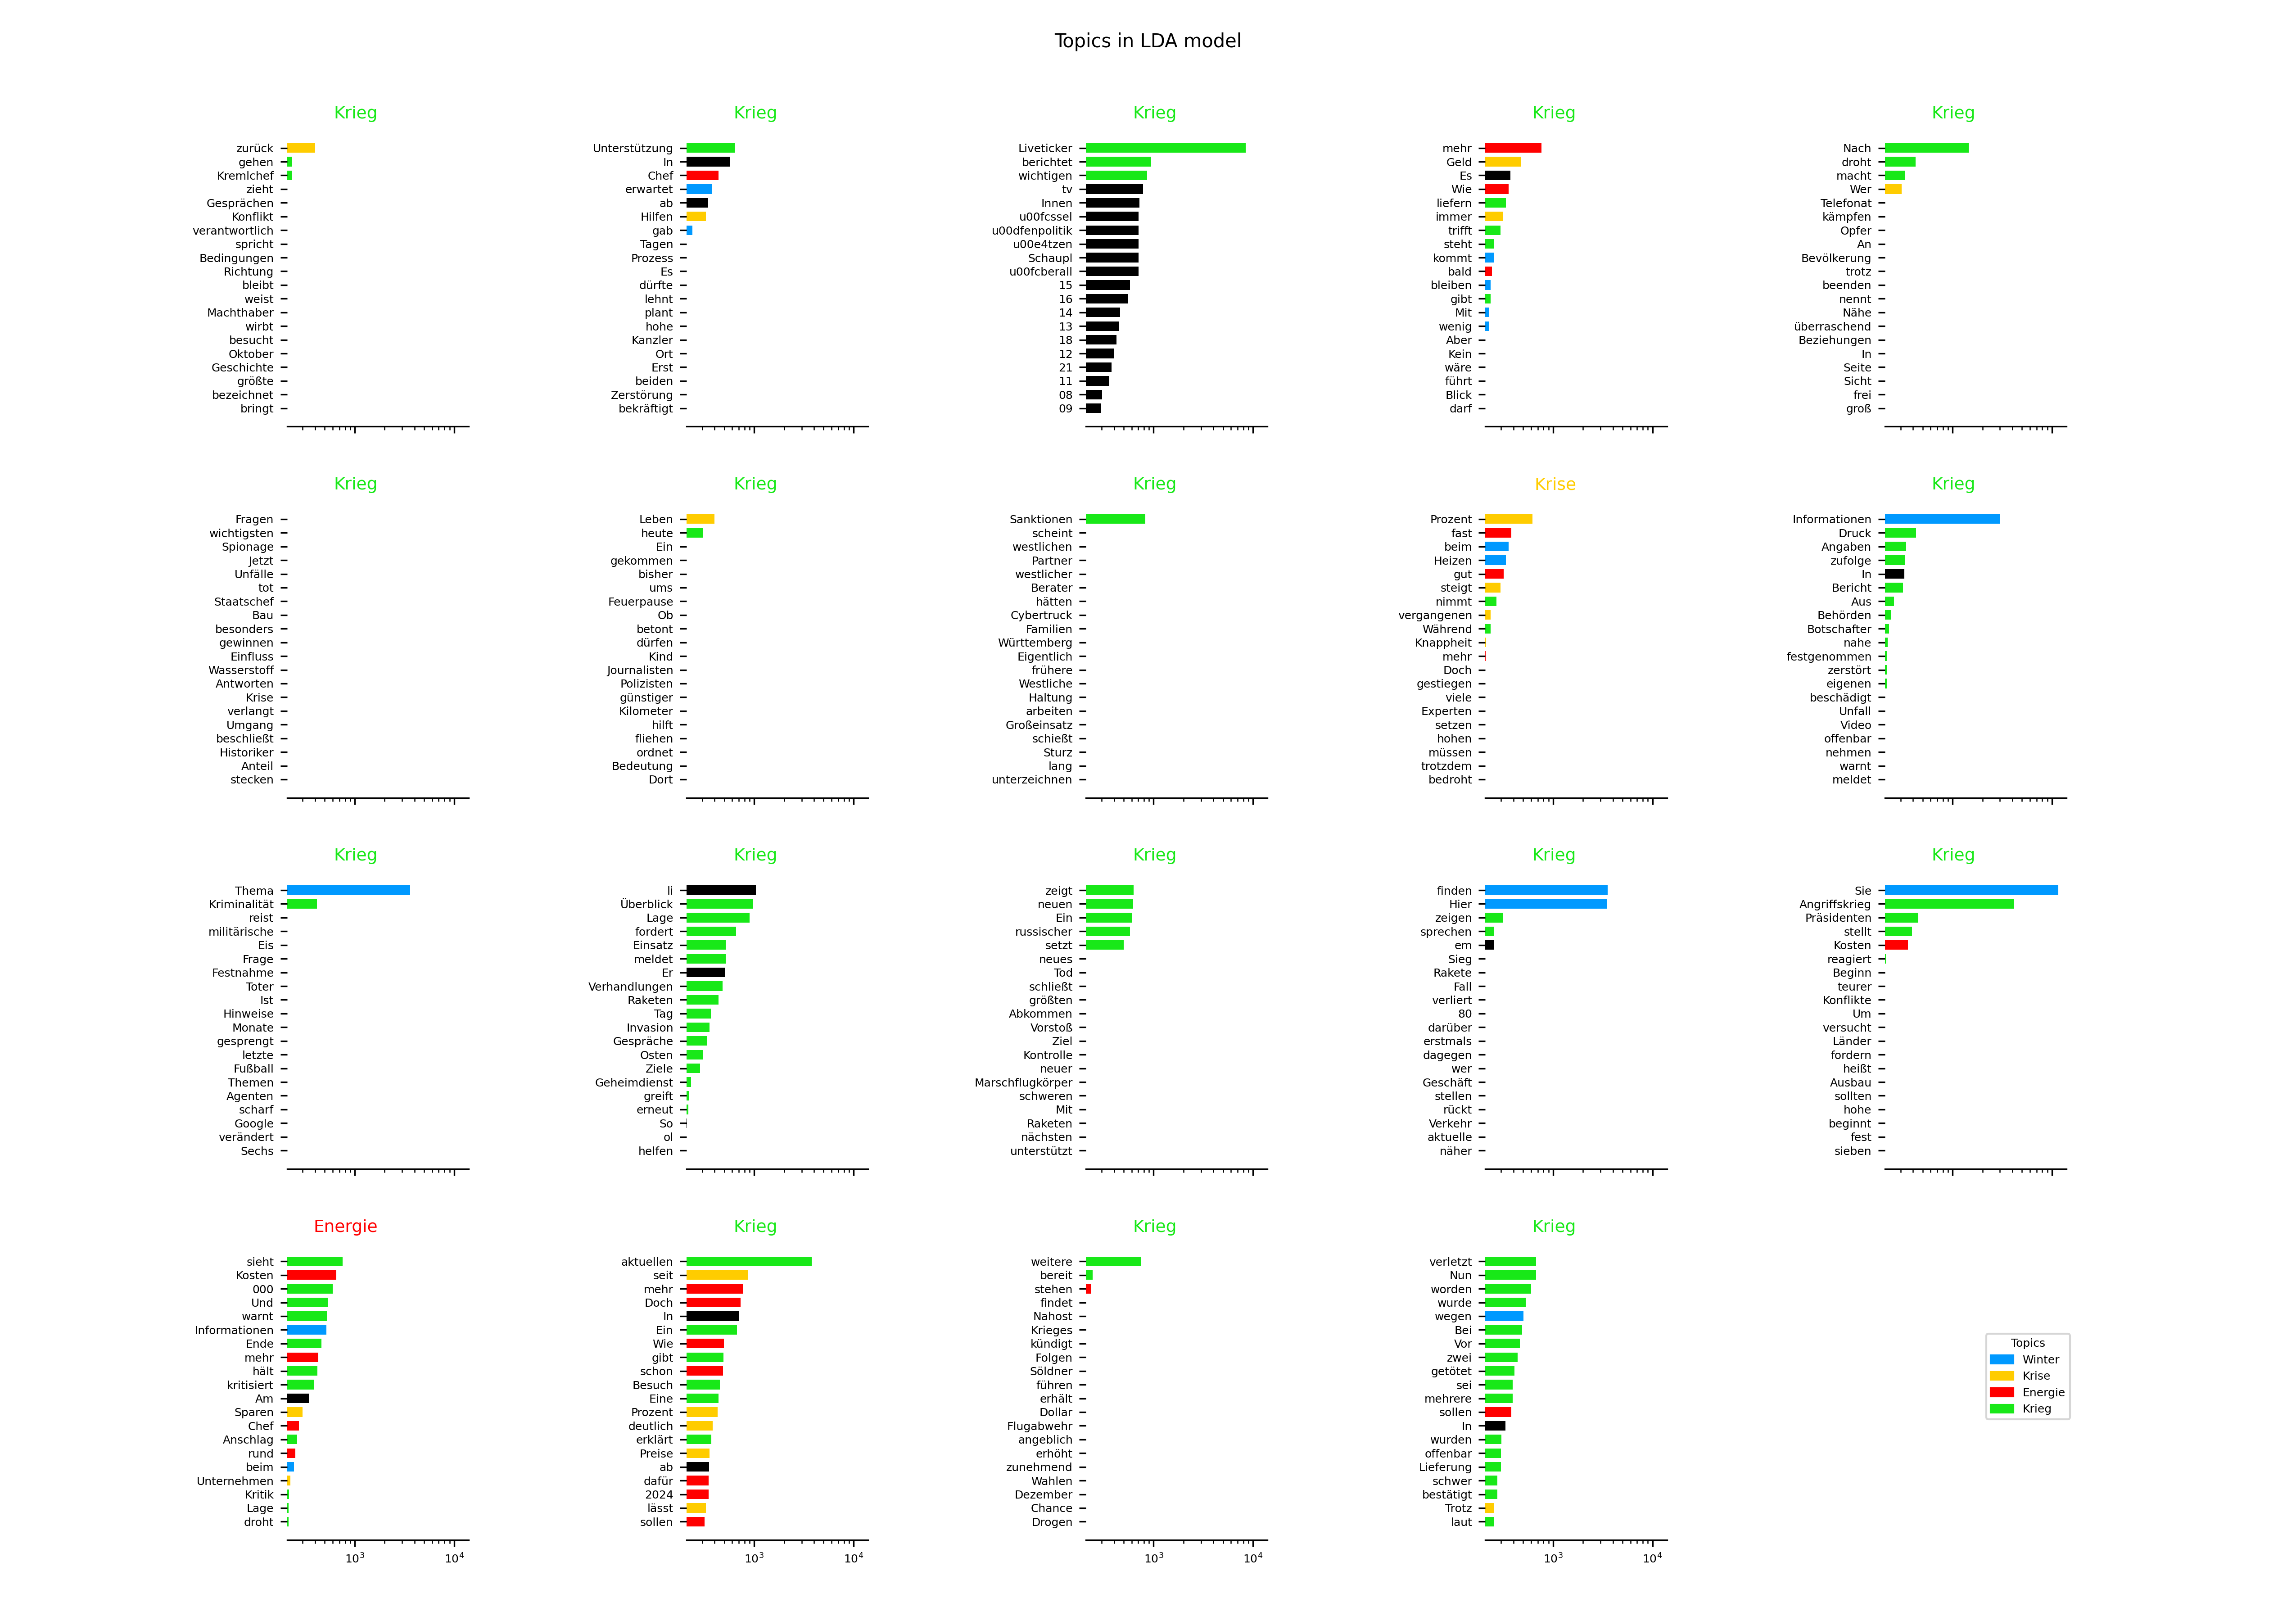 Topics in LDA model
Krieg
zurück
gehen
Kremlchef
zieht
Gesprächen
Konflikt
verantwortlich
spricht
Bedingungen
Richtung
bleibt
weist
Machthaber
wirbt
besucht
Oktober
Geschichte
größte
bezeichnet
bringt
Krieg
Unterstützung
In
Chef
erwartet
ab
Hilfen
gab
Tagen
Prozess
Es
dürfte
lehnt
plant
hohe
Kanzler
Ort
Erst
beiden
Zerstörung
bekräftigt
Krieg
Liveticker
berichtet
wichtigen
tv
Innen
u00fcssel
u00dfenpolitik
u00e4tzen
Schaupl
u00fcberall
15
16
14
13
18
12
21
11
08
09
Krieg
mehr
Geld
Es
Wie
liefern
immer
trifft
steht
kommt
bald
bleiben
gibt
Mit
wenig
Aber
Kein
wäre
führt
Blick
darf
Krieg
Nach
droht
macht
Wer
Telefonat
kämpfen
Opfer
An
Bevölkerung
trotz
beenden
nennt
Nähe
überraschend
Beziehungen
In
Seite
Sicht
frei
groß
Krieg
Fragen
wichtigsten
Spionage
Jetzt
Unfälle
tot
Staatschef
Bau
besonders
gewinnen
Einfluss
Wasserstoff
Antworten
Krise
verlangt
Umgang
beschließt
Historiker
Anteil
stecken
Krieg
Leben
heute
Ein
gekommen
bisher
ums
Feuerpause
Ob
betont
dürfen
Kind
Journalisten
Polizisten
günstiger
Kilometer
hilft
fliehen
ordnet
Bedeutung
Dort
Krieg
Sanktionen
scheint
westlichen
Partner
westlicher
Berater
hätten
Cybertruck
Familien
Württemberg
Eigentlich
frühere
Westliche
Haltung
arbeiten
Großeinsatz
schießt
Sturz
lang
unterzeichnen
Krise
Prozent
fast
beim
Heizen
gut
steigt
nimmt
vergangenen
Während
Knappheit
mehr
Doch
gestiegen
viele
Experten
setzen
hohen
müssen
trotzdem
bedroht
Krieg
Informationen
Druck
Angaben
zufolge
In
Bericht
Aus
Behörden
Botschafter
nahe
festgenommen
zerstört
eigenen
beschädigt
Unfall
Video
offenbar
nehmen
warnt
meldet
Krieg
Thema
Kriminalität
reist
militärische
Eis
Frage
Festnahme
Toter
Ist
Hinweise
Monate
gesprengt
letzte
Fußball
Themen
Agenten
scharf
Google
verändert
Sechs
Krieg
li
Überblick
Lage
fordert
Einsatz
meldet
Er
Verhandlungen
Raketen
Tag
Invasion
Gespräche
Osten
Ziele
Geheimdienst
greift
erneut
So
ol
helfen
Krieg
zeigt
neuen
Ein
russischer
setzt
neues
Tod
schließt
größten
Abkommen
Vorstoß
Ziel
Kontrolle
neuer
Marschflugkörper
schweren
Mit
Raketen
nächsten
unterstützt
Krieg
finden
Hier
zeigen
sprechen
em
Sieg
Rakete
Fall
verliert
80
darüber
erstmals
dagegen
wer
Geschäft
stellen
rückt
Verkehr
aktuelle
näher
Krieg
Sie
Angriffskrieg
Präsidenten
stellt
Kosten
reagiert
Beginn
teurer
Konflikte
Um
versucht
Länder
fordern
heißt
Ausbau
sollten
hohe
beginnt
fest
sieben
Energie
sieht
Kosten
000
Und
warnt
Informationen
Ende
mehr
hält
kritisiert
Am
Sparen
Chef
Anschlag
rund
beim
Unternehmen
Kritik
Lage
droht
10³ 10⁴
Krieg
aktuellen
seit
mehr
Doch
In
Ein
Wie
gibt
schon
Besuch
Eine
Prozent
deutlich
erklärt
Preise
ab
dafür
2024
lässt
sollen
10³ 10⁴
Krieg
weitere
bereit
stehen
findet
Nahost
Krieges
kündigt
Folgen
Söldner
führen
erhält
Dollar
Flugabwehr
angeblich
erhöht
zunehmend
Wahlen
Dezember
Chance
Drogen
10³ 10⁴
Krieg
verletzt
Nun
worden
wurde
wegen
Bei
Vor
zwei
getötet
sei
mehrere
sollen
In
wurden
offenbar
Lieferung
schwer
bestätigt
Trotz
laut
10³ 10⁴
Topics
Winter
Krise
Energie
Krieg